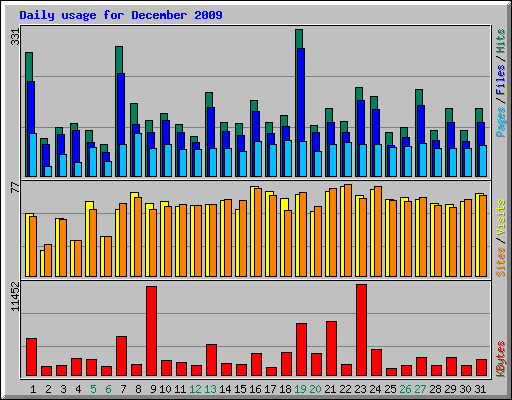 Daily usage for December 2009
331
Pages / Files / Hits
77
Sites / Visits
11452
KBytes
1 2 3 4 5 6 7 8 9 10 11 12 13 14 15 16 17 18 19 20 21 22 23 24 25 26 27 28 29 30 31